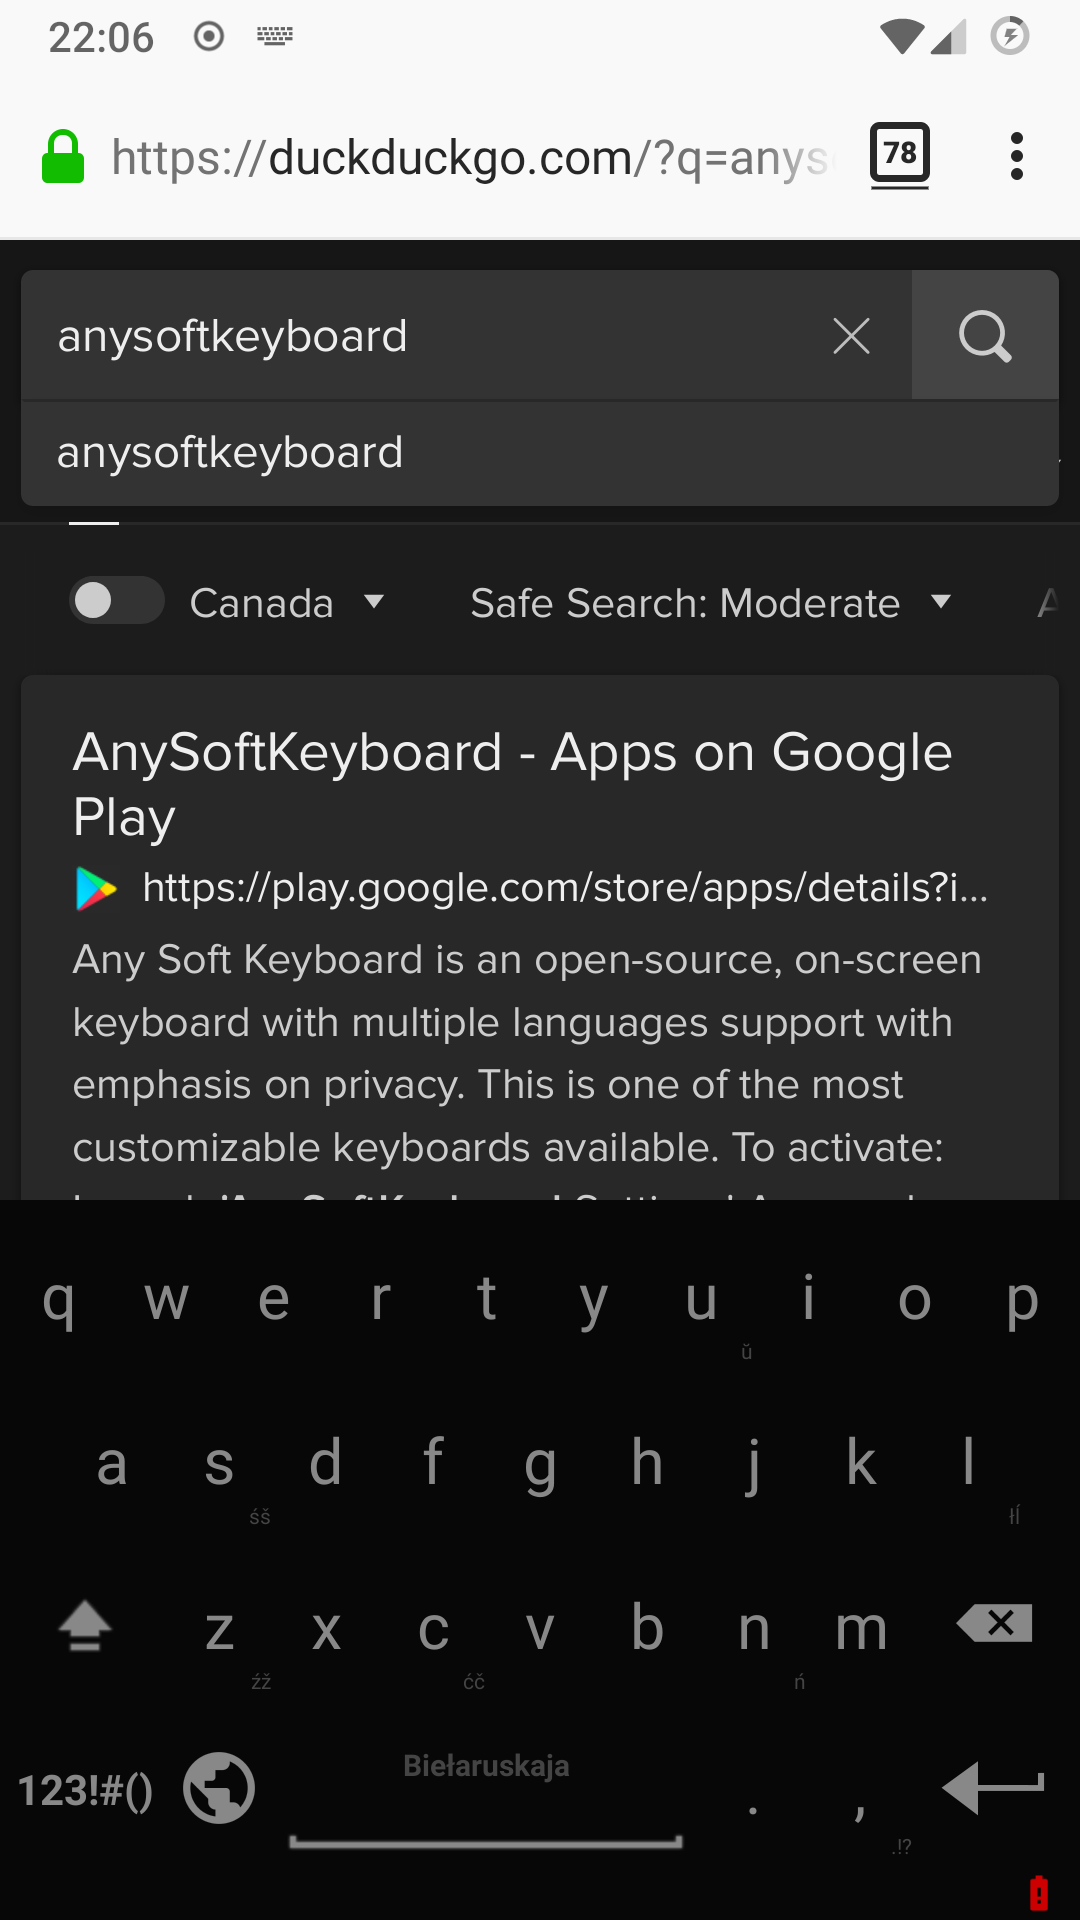 22:06
https://duckduckgo.com/?q=anys
78
anysoftkeyboard
anysoftkeyboard
Canada Safe Search: Moderate
AnySoftKeyboard - Apps on Google
Play
https://play.google.com/store/apps/details?i...
Any Soft Keyboard is an open-source, on-screen
keyboard with multiple languages support with
emphasis on privacy. This is one of the most
customizable keyboards available. To activate:
q w e r t y u i o p
ŭ
a s d f g h j k l
śš łĺ
z x c v b n m
źž ćč ń
Biełaruskaja
123!#() . ,
.!?